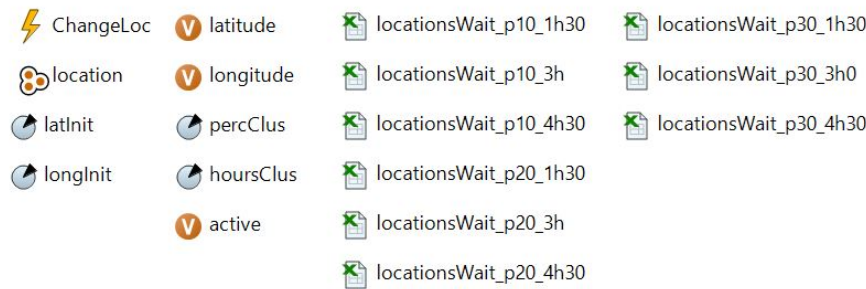 ChangeLoc
location
latInit
longInit
latitude
longitude
percClus
hoursClus
active
locationsWait_p10_1h30
locationsWait_p10_3h
locationsWait_p10_4h30
locationsWait_p20_1h30
locationsWait_p20_3h
locationsWait_p20_4h30
locationsWait_p30_1h30
locationsWait_p30_3h0
locationsWait_p30_4h30